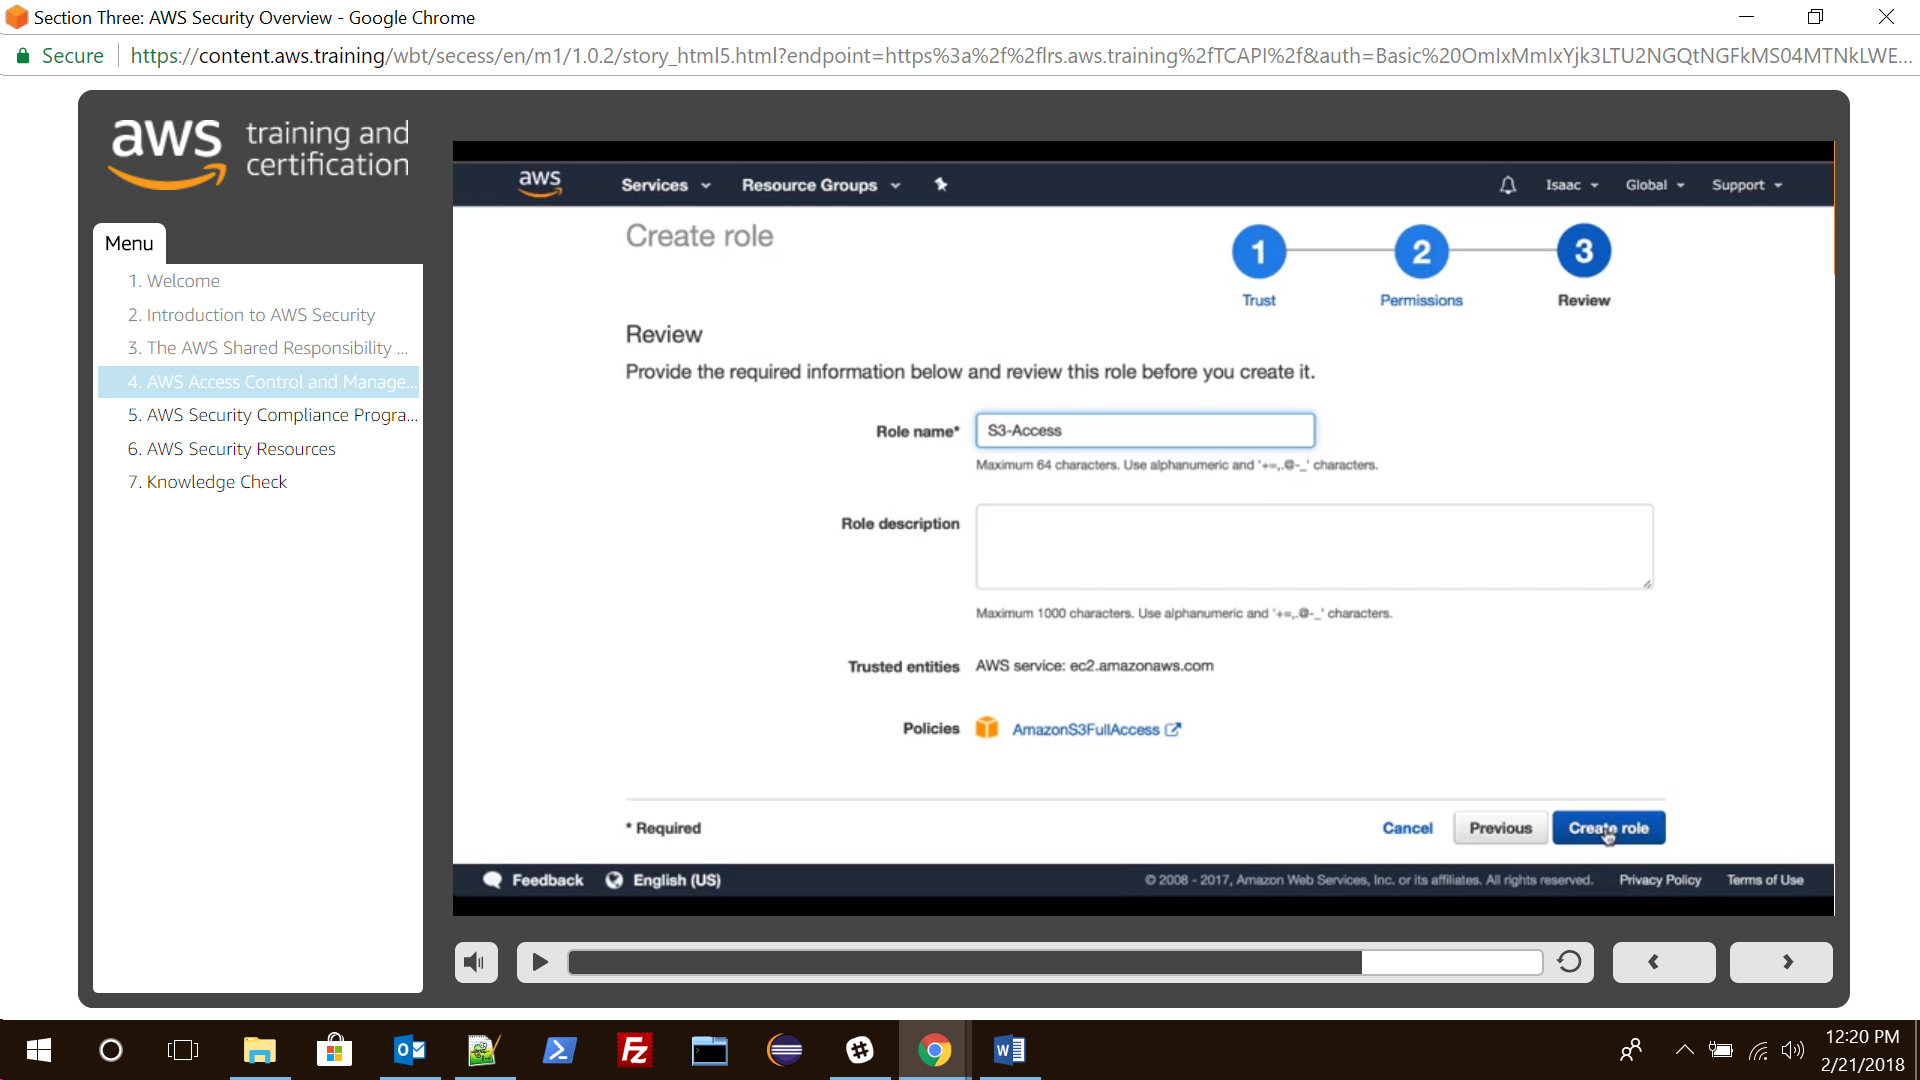 Section Three: AWS Security Overview - Google Chrome
Secure
https://content.aws.training/wbt/secess/en/m1/1.0.2/story_html5.html?endpoint=https%3a%2f%2flrs.aws.training%2fTCAPI%2f&auth=Basic%20OmIxMmIxYjk3LTU2NGQtNGFkMS04MTNkLWE...
aws training and certification
Menu
1. Welcome
2. Introduction to AWS Security
3. The AWS Shared Responsibility ...
4. AWS Access Control and Manage...
5. AWS Security Compliance Progra...
6. AWS Security Resources
7. Knowledge Check
aws Services Resource Groups Isaac Global Support
Create role
1 2 3
Trust Permissions Review
Review
Provide the required information below and review this role before you create it.
Role name* S3-Access
Maximum 64 characters. Use alphanumeric and '+=,.@-_' characters.
Role description
Maximum 1000 characters. Use alphanumeric and '+=,.@-_' characters.
Trusted entities AWS service: ec2.amazonaws.com
Policies AmazonS3FullAccess
* Required Cancel Previous Create role
Feedback English (US) © 2008 - 2017, Amazon Web Services, Inc. or its affiliates. All rights reserved. Privacy Policy Terms of Use
12:20 PM
2/21/2018